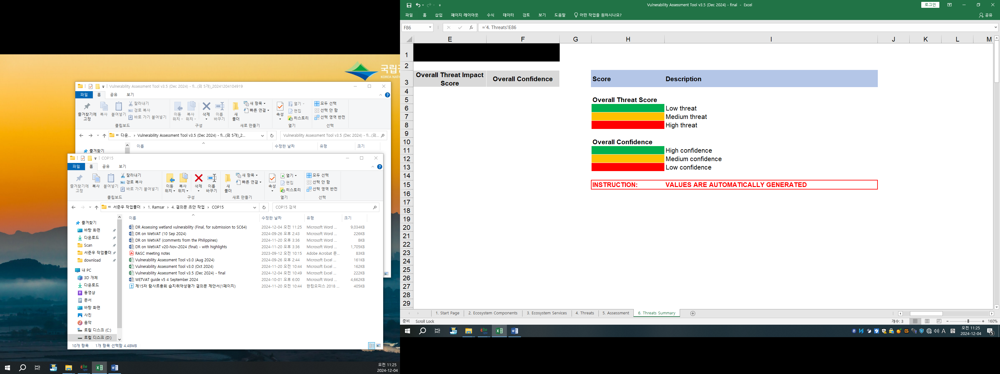 국립공
KOREA NATI
Vulnerability Assessment Tool v3.5 (Dec 2024) - fi...(외 5개)_20241204104919
파일 홈 공유 보기
즐겨찾기에 고정
복사
붙여넣기
잘라내기
경로 복사
바로 가기 붙여넣기
클립보드
이동 위치
복사 위치
삭제
이름 바꾸기
구성
새 폴더
새 항목
빠른 연결
새로 만들기
속성
열기
편집
히스토리
열기
모두 선택
선택 안 함
선택 영역 반전
선택
« 다운... › Vulnerability Assessment Tool v3.5 (Dec 2024) - fi...(외 5개)_2...
Vulnerability Assessment Tool v3.5 (Dec 2024) - fi...(외...
이름 수정한 날짜 유형 크기
즐겨찾기
COP15
파일 홈 공유 보기
즐겨찾기에 고정
복사
붙여넣기
잘라내기
경로 복사
바로 가기 붙여넣기
클립보드
이동 위치
복사 위치
삭제
이름 바꾸기
구성
새 폴더
새 항목
빠른 연결
새로 만들기
속성
열기
편집
히스토리
열기
모두 선택
선택 안 함
선택 영역 반전
선택
« 서준우 작업폴더 › 1. Ramsar › 4. 결의문 초안 작업 › COP15
COP15 검색
즐겨찾기
바탕 화면
다운로드
Scan
서준우 작업폴더
download
내 PC
3D 개체
다운로드
동영상
문서
바탕 화면
사진
음악
로컬 디스크 (C:)
로컬 디스크 (D:)
이름 수정한 날짜 유형 크기
DR Assessing wetland vulnerability (Final, for submission to SC64) 2024-12-04 오전 11:25 Microsoft Word ... 9,034KB
DR on WetVAT (10 Sep 2024) 2024-09-26 오후 2:43 Microsoft Word ... 226KB
DR on WetVAT (comments from the Philippines) 2024-11-20 오후 3:36 Microsoft Word ... 8KB
DR on WetVAT v20-Nov-2024 (final) - with highlights 2024-11-20 오후 3:36 Microsoft Word ... 1,705KB
RASC meeting notes 2023-09-12 오전 10:15 Adobe Acrobat 문... 83KB
Vulnerability Assessment Tool v3.0 (Aug 2024) 2024-09-26 오후 2:44 Microsoft Excel ... 161KB
Vulnerability Assessment Tool v3.0 (Oct 2024) 2024-11-20 오전 10:44 Microsoft Excel ... 162KB
Vulnerability Assessment Tool v3.5 (Dec 2024) - final 2024-12-04 오전 10:49 Microsoft Excel ... 222KB
WETVAT guide v5 4 September 2024 2024-10-01 오후 6:00 Microsoft Word ... 4,662KB
제15차 람사르총회 습지취약성평가 결의문 제안서(1페이지) 2024-11-20 오전 10:44 한컴오피스 2018 ... 405KB
10개 항목 1개 항목 선택함 4.48MB
오전 11:25
2024-12-04
Vulnerability Assessment Tool v3.5 (Dec 2024) - final - Excel
로그인
파일 홈 삽입 페이지 레이아웃 수식 데이터 검토 보기 도움말 어떤 작업을 원하시나요? 공유
F86 fx ='4. Threats'!E86
E F G H I J K L M
1
2
3 Overall Threat Impact Score Overall Confidence Score Description
4
5 Overall Threat Score
6 Low threat
7 Medium threat
8 High threat
9
10 Overall Confidence
11 High confidence
12 Medium confidence
13 Low confidence
14
15 INSTRUCTION: VALUES ARE AUTOMATICALLY GENERATED
16
17
18
19
20
21
22
23
24
25
26
27
28
29
1. Start Page 2. Ecosystem Components 3. Ecosystem Services 4. Threats 5. Assessment 6. Threats Summary
준비 Scroll Lock 개수: 3 160%
A 오전 11:25
2024-12-04 5